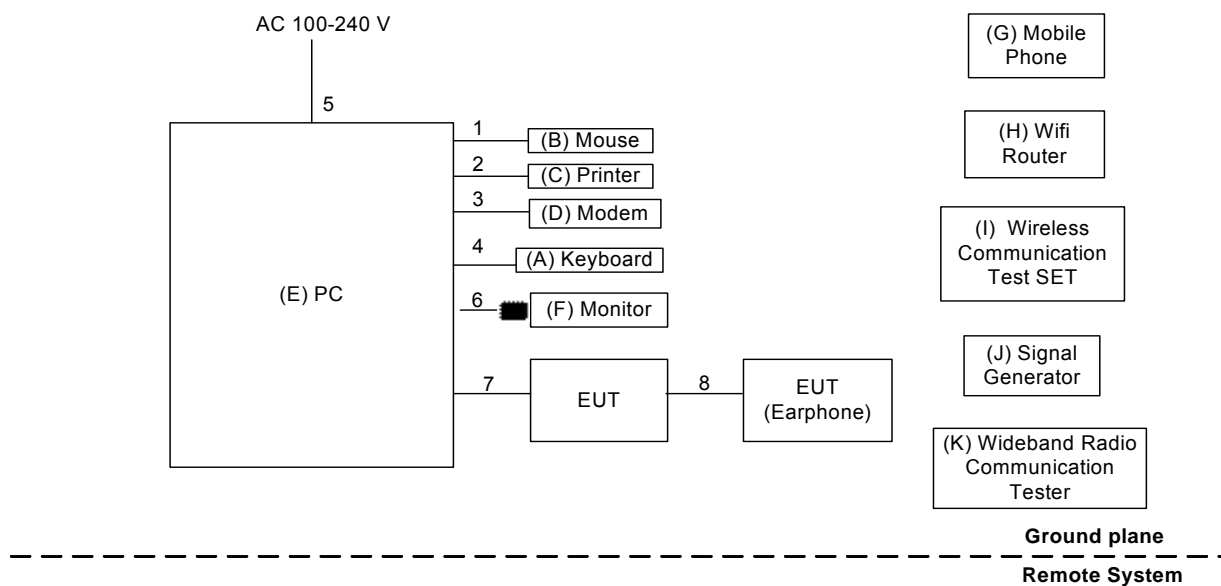 AC 100-240 V
5
(E) PC
1
(B) Mouse
2
(C) Printer
3
(D) Modem
4
(A) Keyboard
6
(F) Monitor
7
EUT
8
EUT
(Earphone)
(G) Mobile
Phone
(H) Wifi
Router
(I) Wireless
Communication
Test SET
(J) Signal
Generator
(K) Wideband Radio
Communication
Tester
Ground plane
Remote System